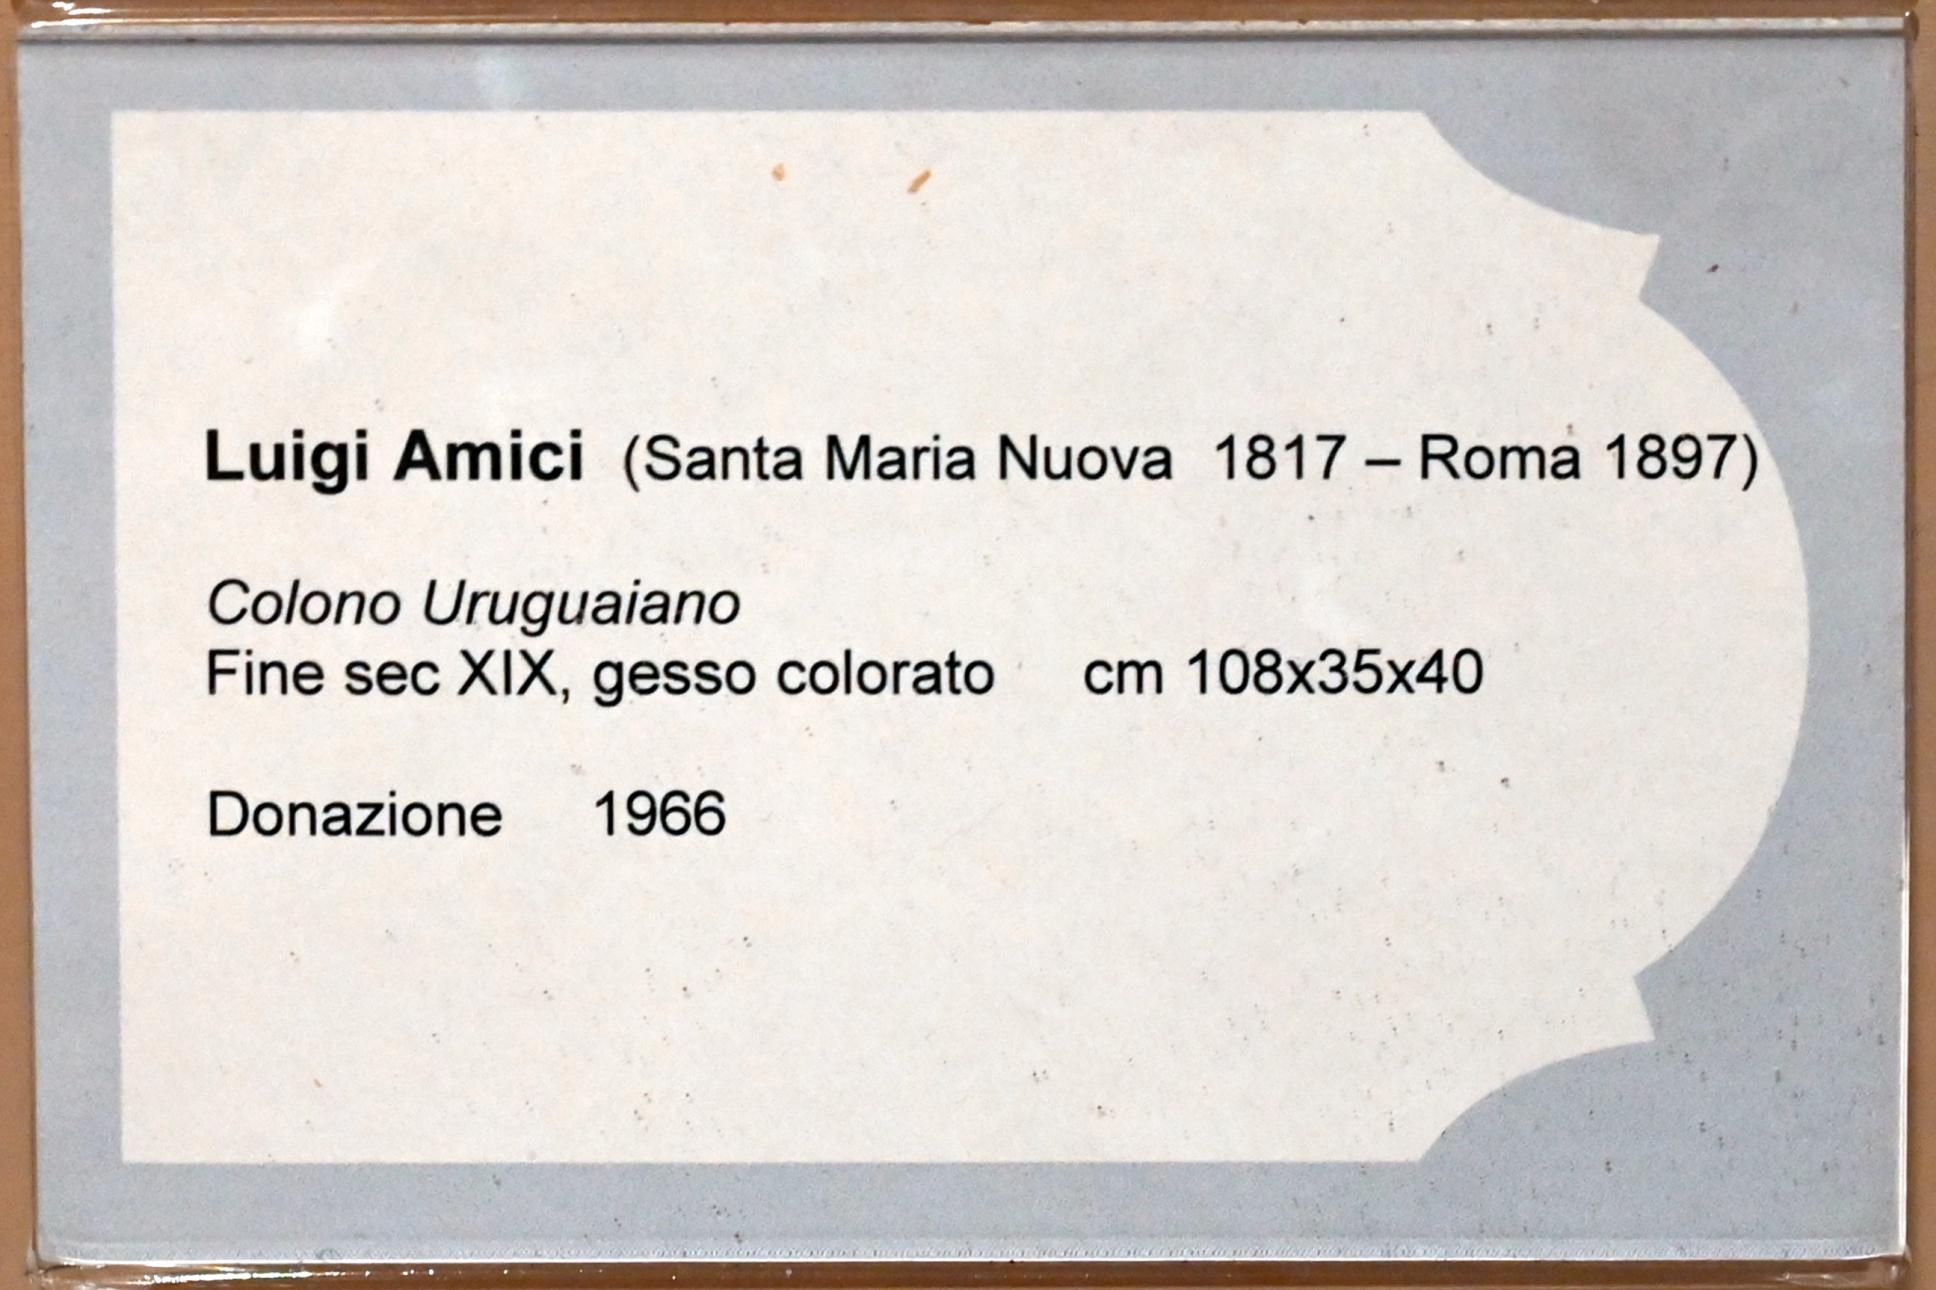 Luigi Amici (Santa Maria Nuova 1817 – Roma 1897)
Colono Uruguaiano
Fine sec XIX, gesso colorato cm 108x35x40
Donazione 1966